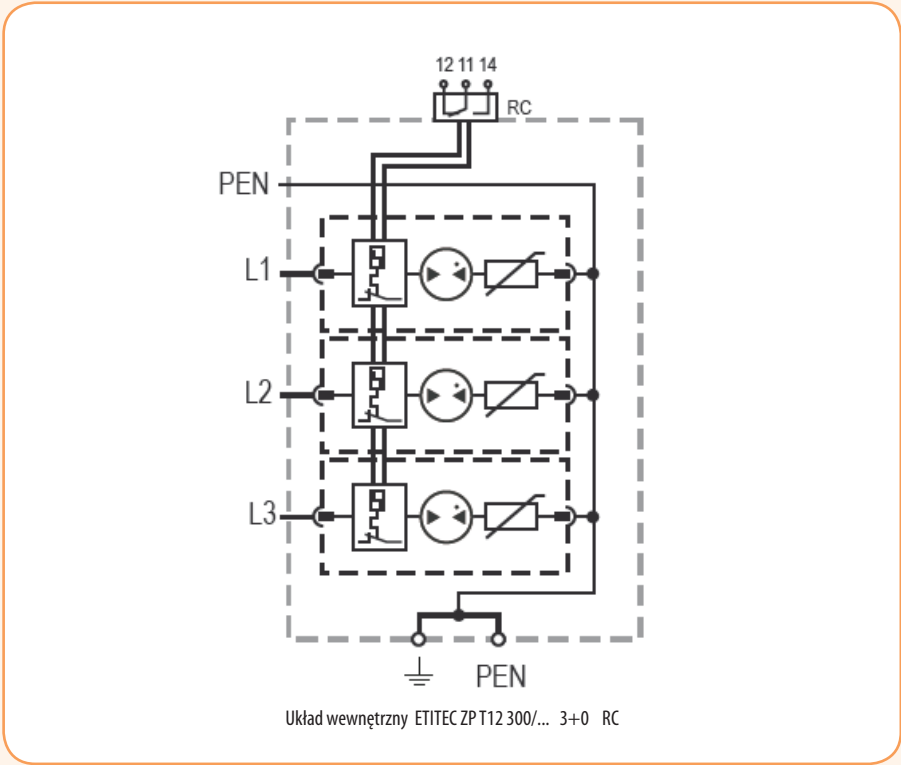 12 11 14
RC
PEN
L1
L2
L3
PEN
Układ wewnętrzny ETITEC ZP T12 300/... 3+0 RC